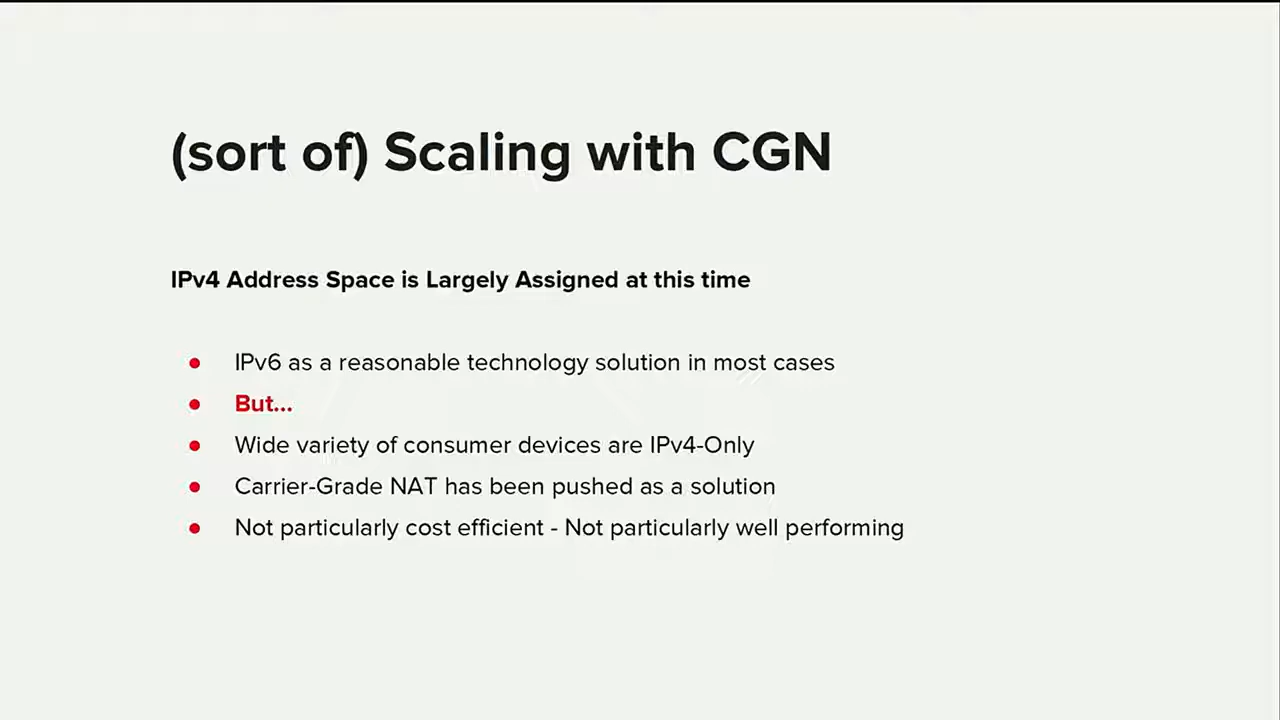 (sort of) Scaling with CGN
IPv4 Address Space is Largely Assigned at this time
● IPv6 as a reasonable technology solution in most cases
● But...
● Wide variety of consumer devices are IPv4-Only
● Carrier-Grade NAT has been pushed as a solution
● Not particularly cost efficient - Not particularly well performing